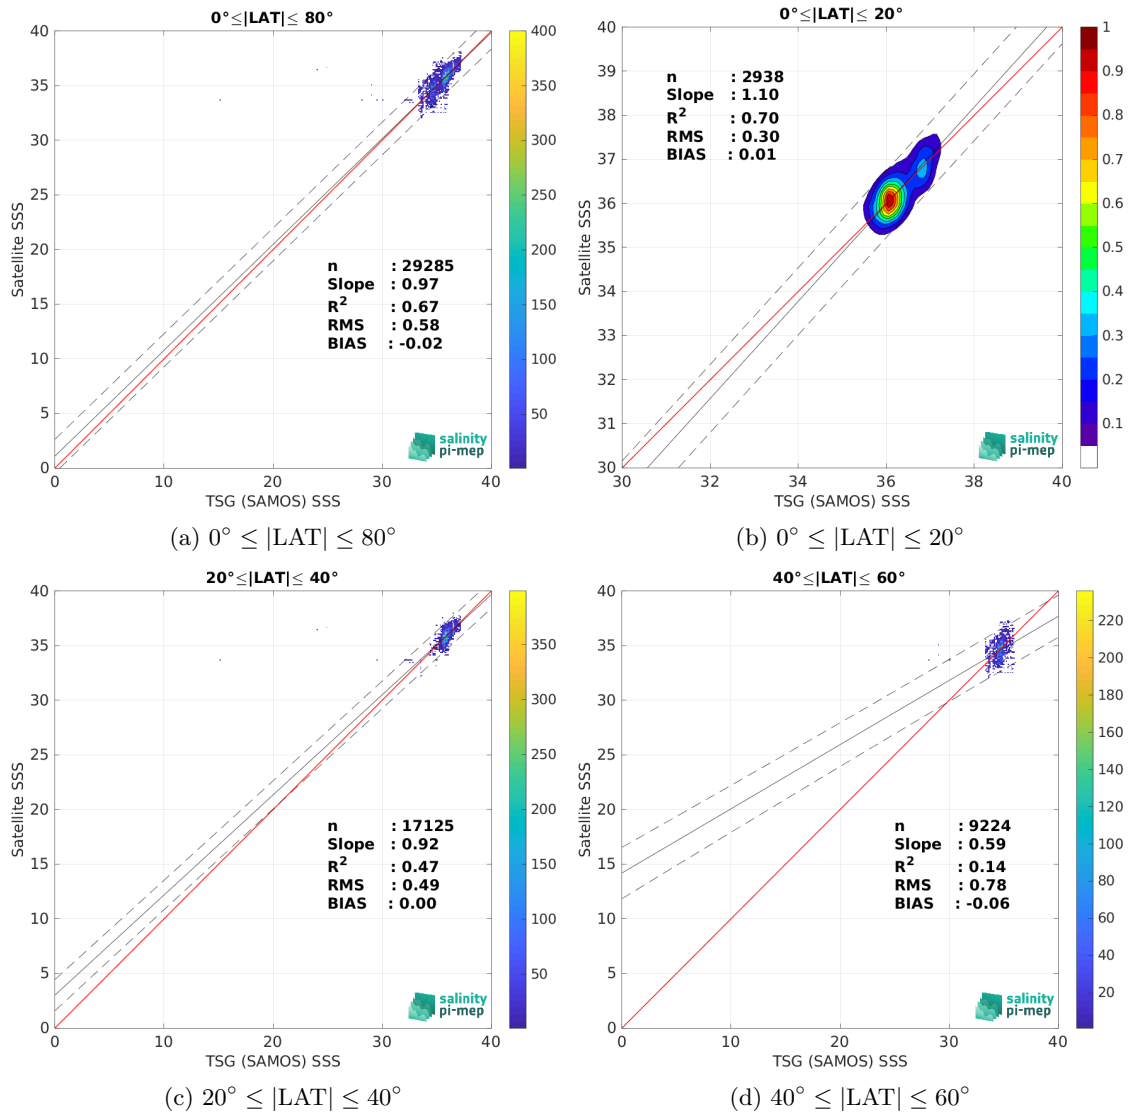 0°≤|LAT|≤ 80°
40
35
30
25
20
15
10
5
0
Satellite SSS
n : 29285
Slope : 0.97
R2 : 0.67
RMS : 0.58
BIAS : -0.02
salinity
pi-mep
0 10 20 30 40
TSG (SAMOS) SSS
400
350
300
250
200
150
100
50
(a) 0° ≤ |LAT| ≤ 80°
0°≤|LAT|≤ 20°
40
39
38
37
36
35
34
33
32
31
30
Satellite SSS
n : 2938
Slope : 1.10
R2 : 0.70
RMS : 0.30
BIAS : 0.01
salinity
pi-mep
30 32 34 36 38 40
TSG (SAMOS) SSS
1
0.9
0.8
0.7
0.6
0.5
0.4
0.3
0.2
0.1
(b) 0° ≤ |LAT| ≤ 20°
20°≤|LAT|≤ 40°
40
35
30
25
20
15
10
5
0
Satellite SSS
n : 17125
Slope : 0.92
R2 : 0.47
RMS : 0.49
BIAS : 0.00
salinity
pi-mep
0 10 20 30 40
TSG (SAMOS) SSS
350
300
250
200
150
100
50
(c) 20° ≤ |LAT| ≤ 40°
40°≤|LAT|≤ 60°
40
35
30
25
20
15
10
5
0
Satellite SSS
n : 9224
Slope : 0.59
R2 : 0.14
RMS : 0.78
BIAS : -0.06
salinity
pi-mep
0 10 20 30 40
TSG (SAMOS) SSS
220
200
180
160
140
120
100
80
60
40
20
(d) 40° ≤ |LAT| ≤ 60°